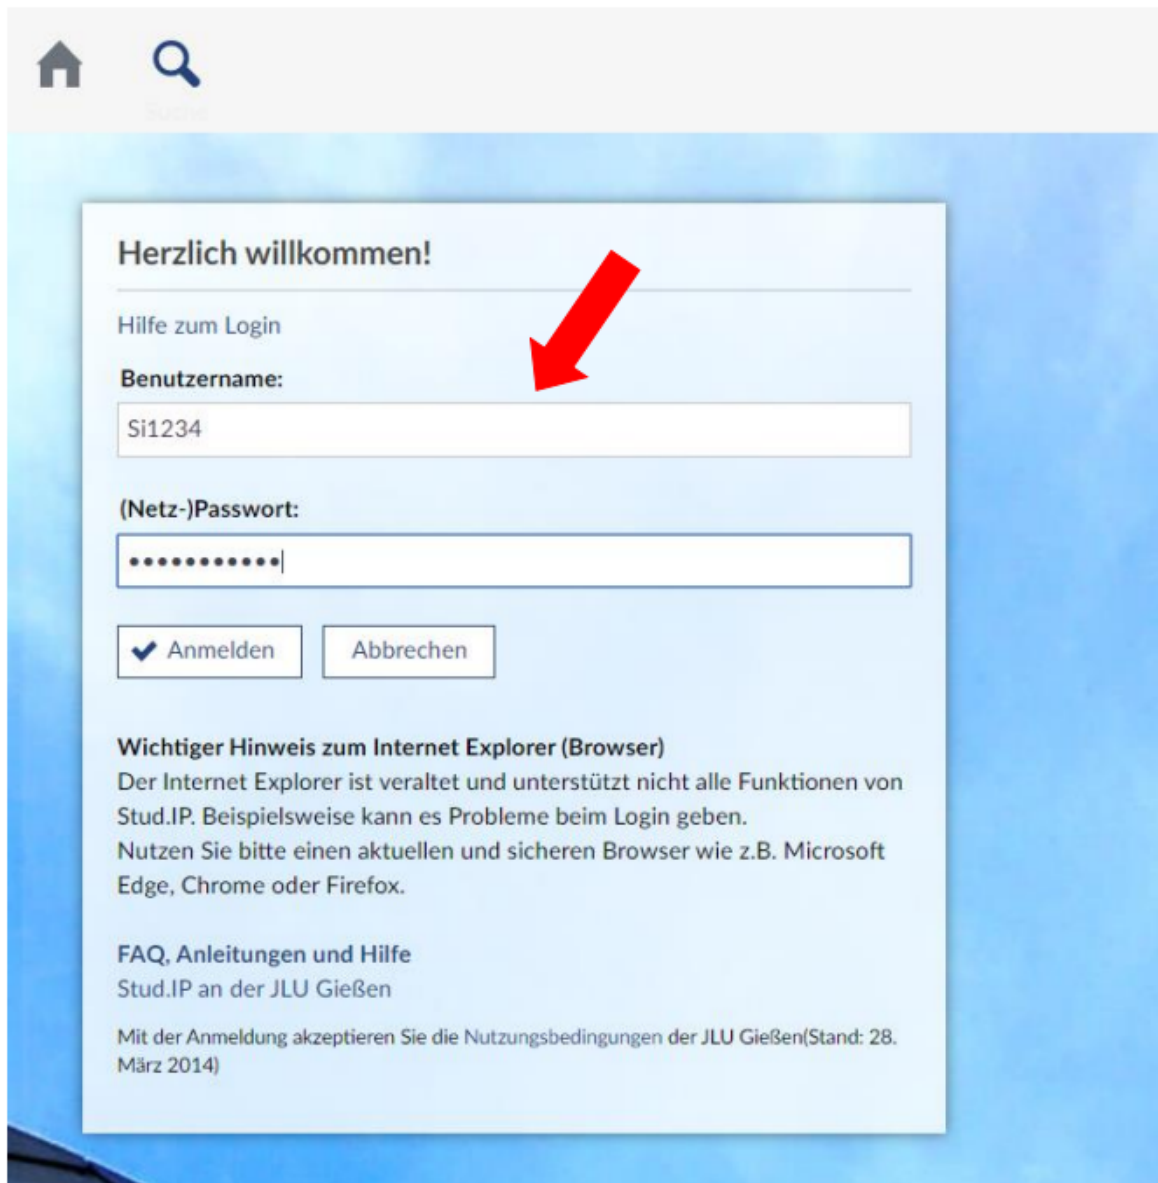 Herzlich willkommen!
Hilfe zum Login
Benutzername:
Si1234
(Netz-)Passwort:
•••••••••••
Anmelden
Abbrechen
Wichtiger Hinweis zum Internet Explorer (Browser)
Der Internet Explorer ist veraltet und unterstützt nicht alle Funktionen von
Stud.IP. Beispielsweise kann es Probleme beim Login geben.
Nutzen Sie bitte einen aktuellen und sicheren Browser wie z.B. Microsoft
Edge, Chrome oder Firefox.
FAQ, Anleitungen und Hilfe
Stud.IP an der JLU Gießen
Mit der Anmeldung akzeptieren Sie die Nutzungsbedingungen der JLU Gießen(Stand: 28.
März 2014)